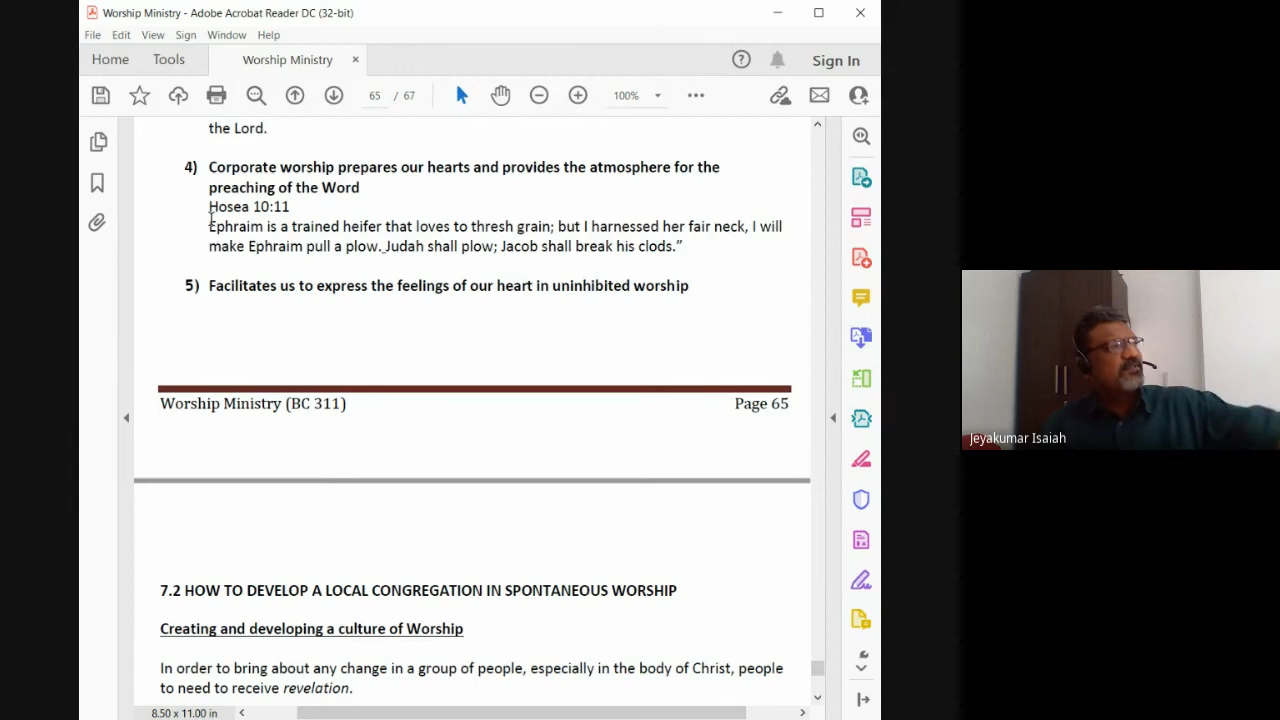 Worship Ministry - Adobe Acrobat Reader DC (32-bit)
File Edit View Sign Window Help
Home Tools Worship Ministry × Sign In
65 / 67 100%
the Lord.
4) Corporate worship prepares our hearts and provides the atmosphere for the
preaching of the Word
Hosea 10:11
Ephraim is a trained heifer that loves to thresh grain; but I harnessed her fair neck, I will
make Ephraim pull a plow. Judah shall plow; Jacob shall break his clods.”
5) Facilitates us to express the feelings of our heart in uninhibited worship
Worship Ministry (BC 311) Page 65
7.2 HOW TO DEVELOP A LOCAL CONGREGATION IN SPONTANEOUS WORSHIP
Creating and developing a culture of Worship
In order to bring about any change in a group of people, especially in the body of Christ, people
to need to receive revelation.
8.50 x 11.00 in
Jeyakumar Isaiah